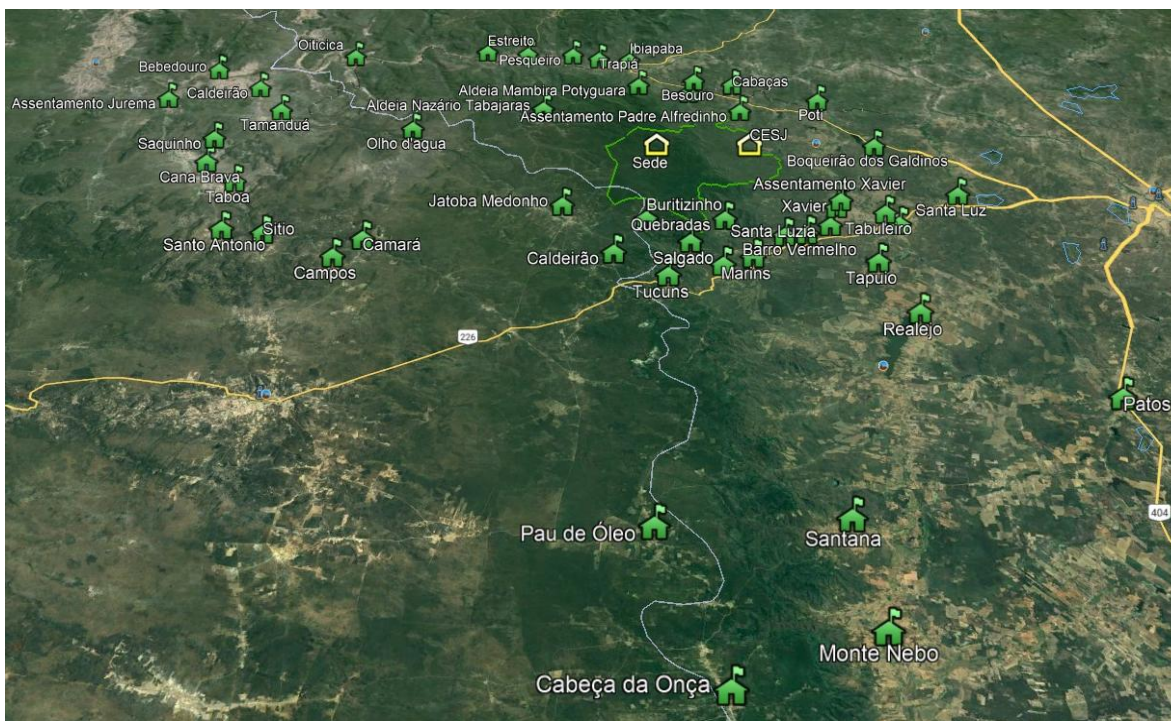 Estreito
Oiticica
Ibiapaba
Pesqueiro
Trapiá
Bebedouro
Cabaças
Caldeirão
Aldeia Mambira Potyguara
Besouro
Assentamento Jurema
Aldeia Nazário Tabajaras
Assentamento Padre Alfredinho
Poti
Tamanduá
Saquinho
Olho d'agua
CESJ
Sede
Boqueirão dos Galdinos
Cana Brava
Taboa
Assentamento Xavier
Jatoba Medonho
Buritizinho
Xavier
Santa Luz
Quebradas
Santa Luzia
Tabuleiro
Sitio
Santo Antonio
Camará
Barro Vermelho
Caldeirão
Salgado
Campos
Marins
Tapuio
Tucuns
Realejo
226
Patos
404
Pau de Óleo
Santana
Monte Nebo
Cabeça da Onça